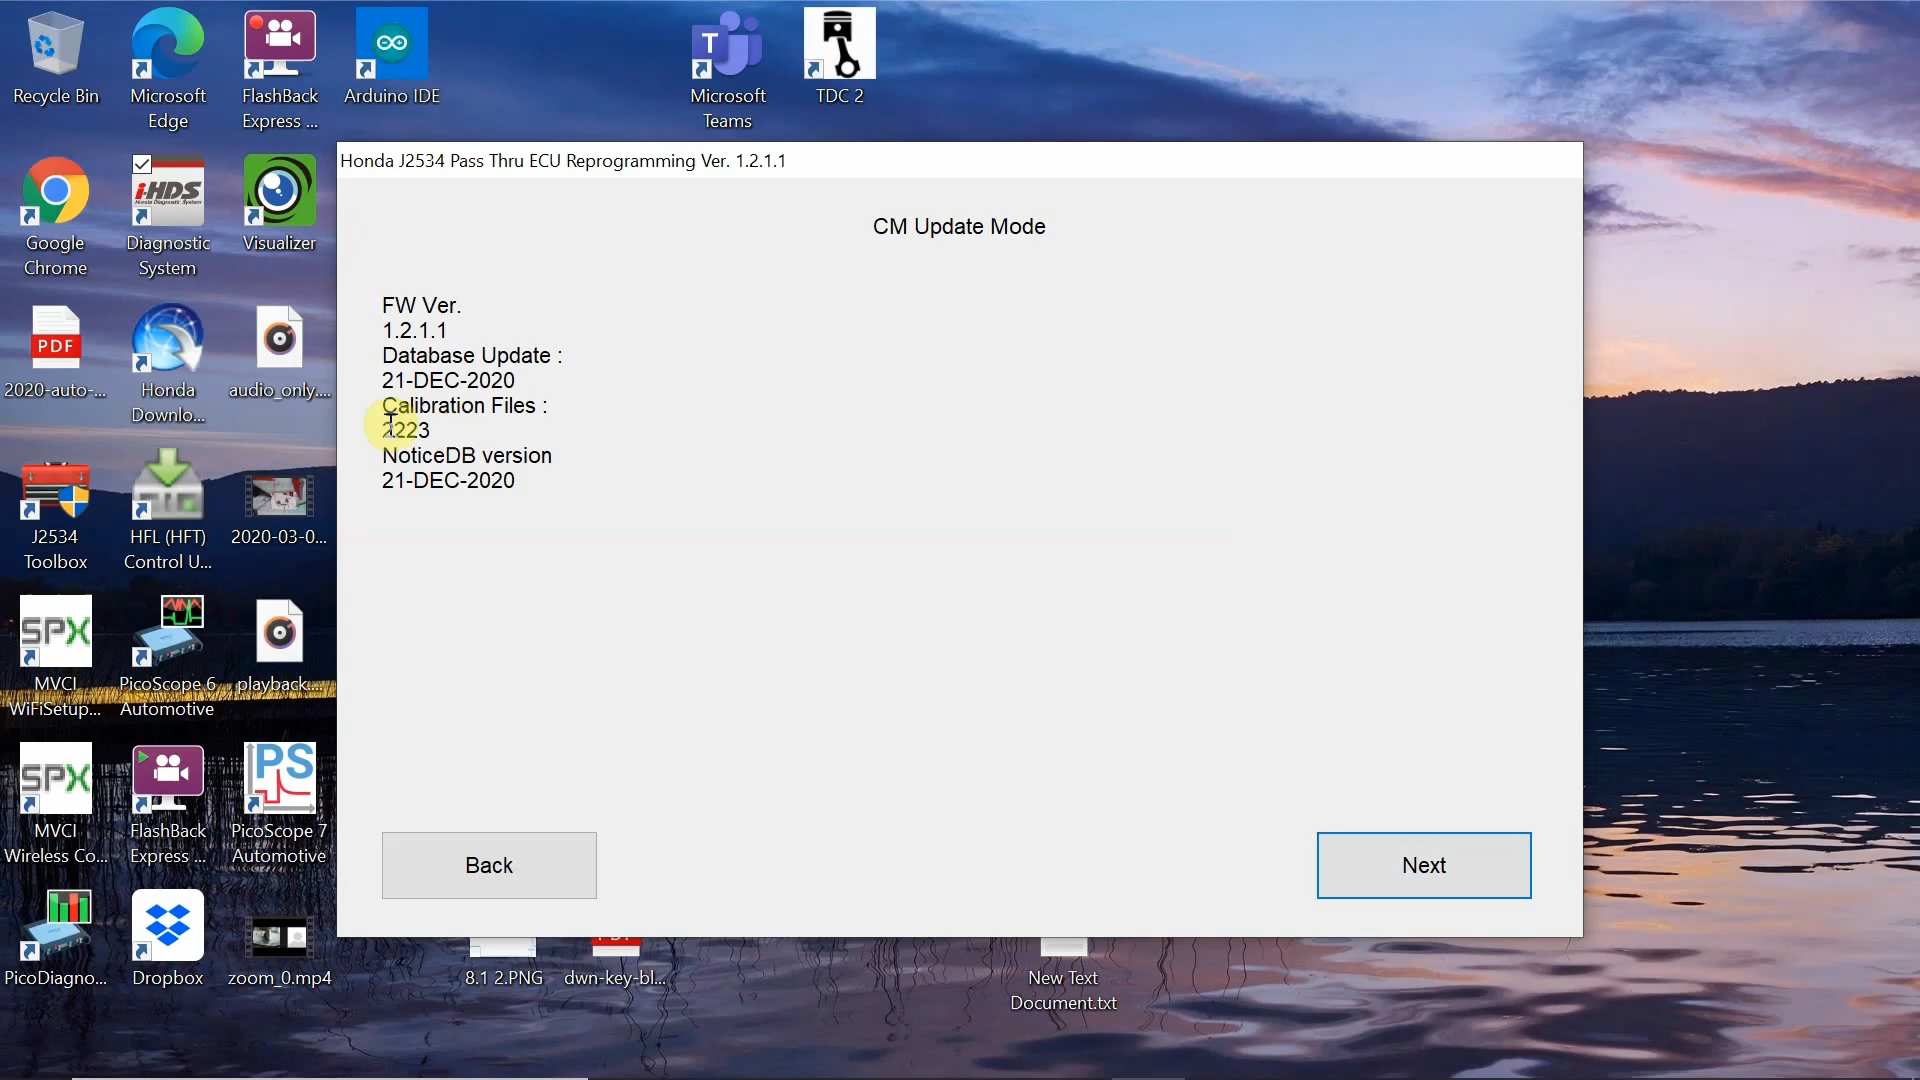 Recycle Bin
Microsoft
Edge
FlashBack
Express ...
Arduino IDE
T
Microsoft
Teams
TDC 2
Honda J2534 Pass Thru ECU Reprogramming Ver. 1.2.1.1
CM Update Mode
FW Ver.
1.2.1.1
Database Update :
21-DEC-2020
Calibration Files :
2223
NoticeDB version
21-DEC-2020
Back
Next
Google
Chrome
i-HDS
Honda Diagnostic System
Diagnostic
System
Visualizer
PDF
2020-auto-...
Honda
Downlo...
audio_only....
J2534
Toolbox
HFL (HFT)
Control U...
2020-03-0...
SPX
MVCI
WiFiSetup...
PicoScope 6
Automotive
playback....
SPX
MVCI
Wireless Co...
FlashBack
Express ...
PS
PicoScope 7
Automotive
PicoDiagno...
Dropbox
zoom_0.mp4
8.1 2.PNG
dwn-key-bl...
New Text
Document.txt